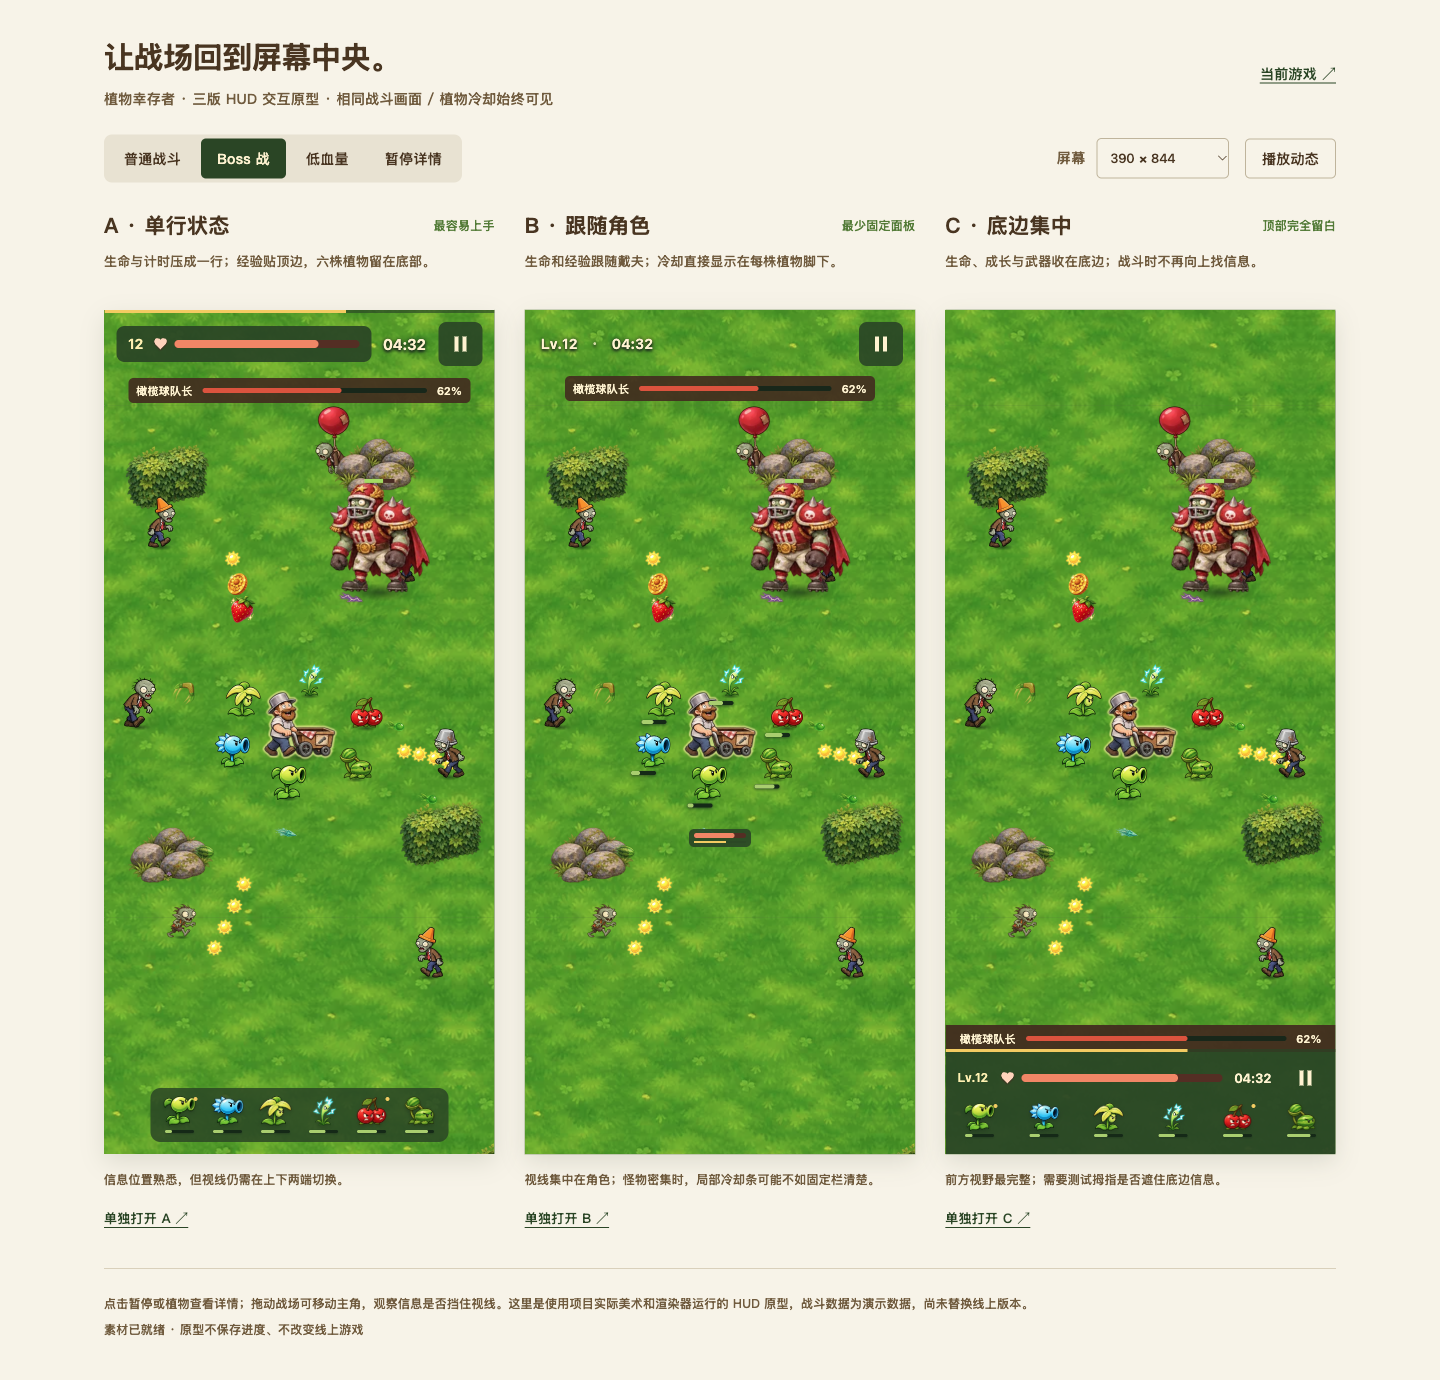 让战场回到屏幕中央。
植物幸存者 · 三版 HUD 交互原型 · 相同战斗画面 / 植物冷却始终可见
当前游戏 ↗
普通战斗 Boss 战 低血量 暂停详情
屏幕 390 × 844 播放动态
A · 单行状态 最容易上手
生命与计时压成一行；经验贴顶边，六株植物留在底部。
12 ♥ 04:32
橄榄球队长 62%
信息位置熟悉，但视线仍需在上下两端切换。
单独打开 A ↗
B · 跟随角色 最少固定面板
生命和经验跟随戴夫；冷却直接显示在每株植物脚下。
Lv.12 · 04:32
橄榄球队长 62%
视线集中在角色；怪物密集时，局部冷却条可能不如固定栏清楚。
单独打开 B ↗
C · 底边集中 顶部完全留白
生命、成长与武器收在底边；战斗时不再向上找信息。
橄榄球队长 62%
Lv.12 ♥ 04:32
前方视野最完整；需要测试拇指是否遮住底边信息。
单独打开 C ↗
点击暂停或植物查看详情；拖动战场可移动主角，观察信息是否挡住视线。这里是使用项目实际美术和渲染器运行的 HUD 原型，战斗数据为演示数据，尚未替换线上版本。
素材已就绪 · 原型不保存进度、不改变线上游戏